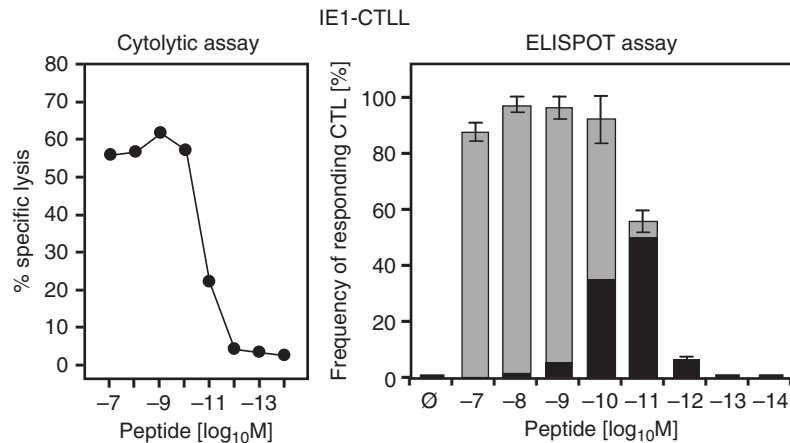 IE1-CTLL
Cytolytic assay
% specific lysis
80
70
60
50
40
30
20
10
0
–7 –9 –11 –13
Peptide [log10M]
ELISPOT assay
Frequency of responding CTL [%]
100
80
60
40
20
0
Ø –7 –8 –9 –10 –11 –12 –13 –14
Peptide [log10M]